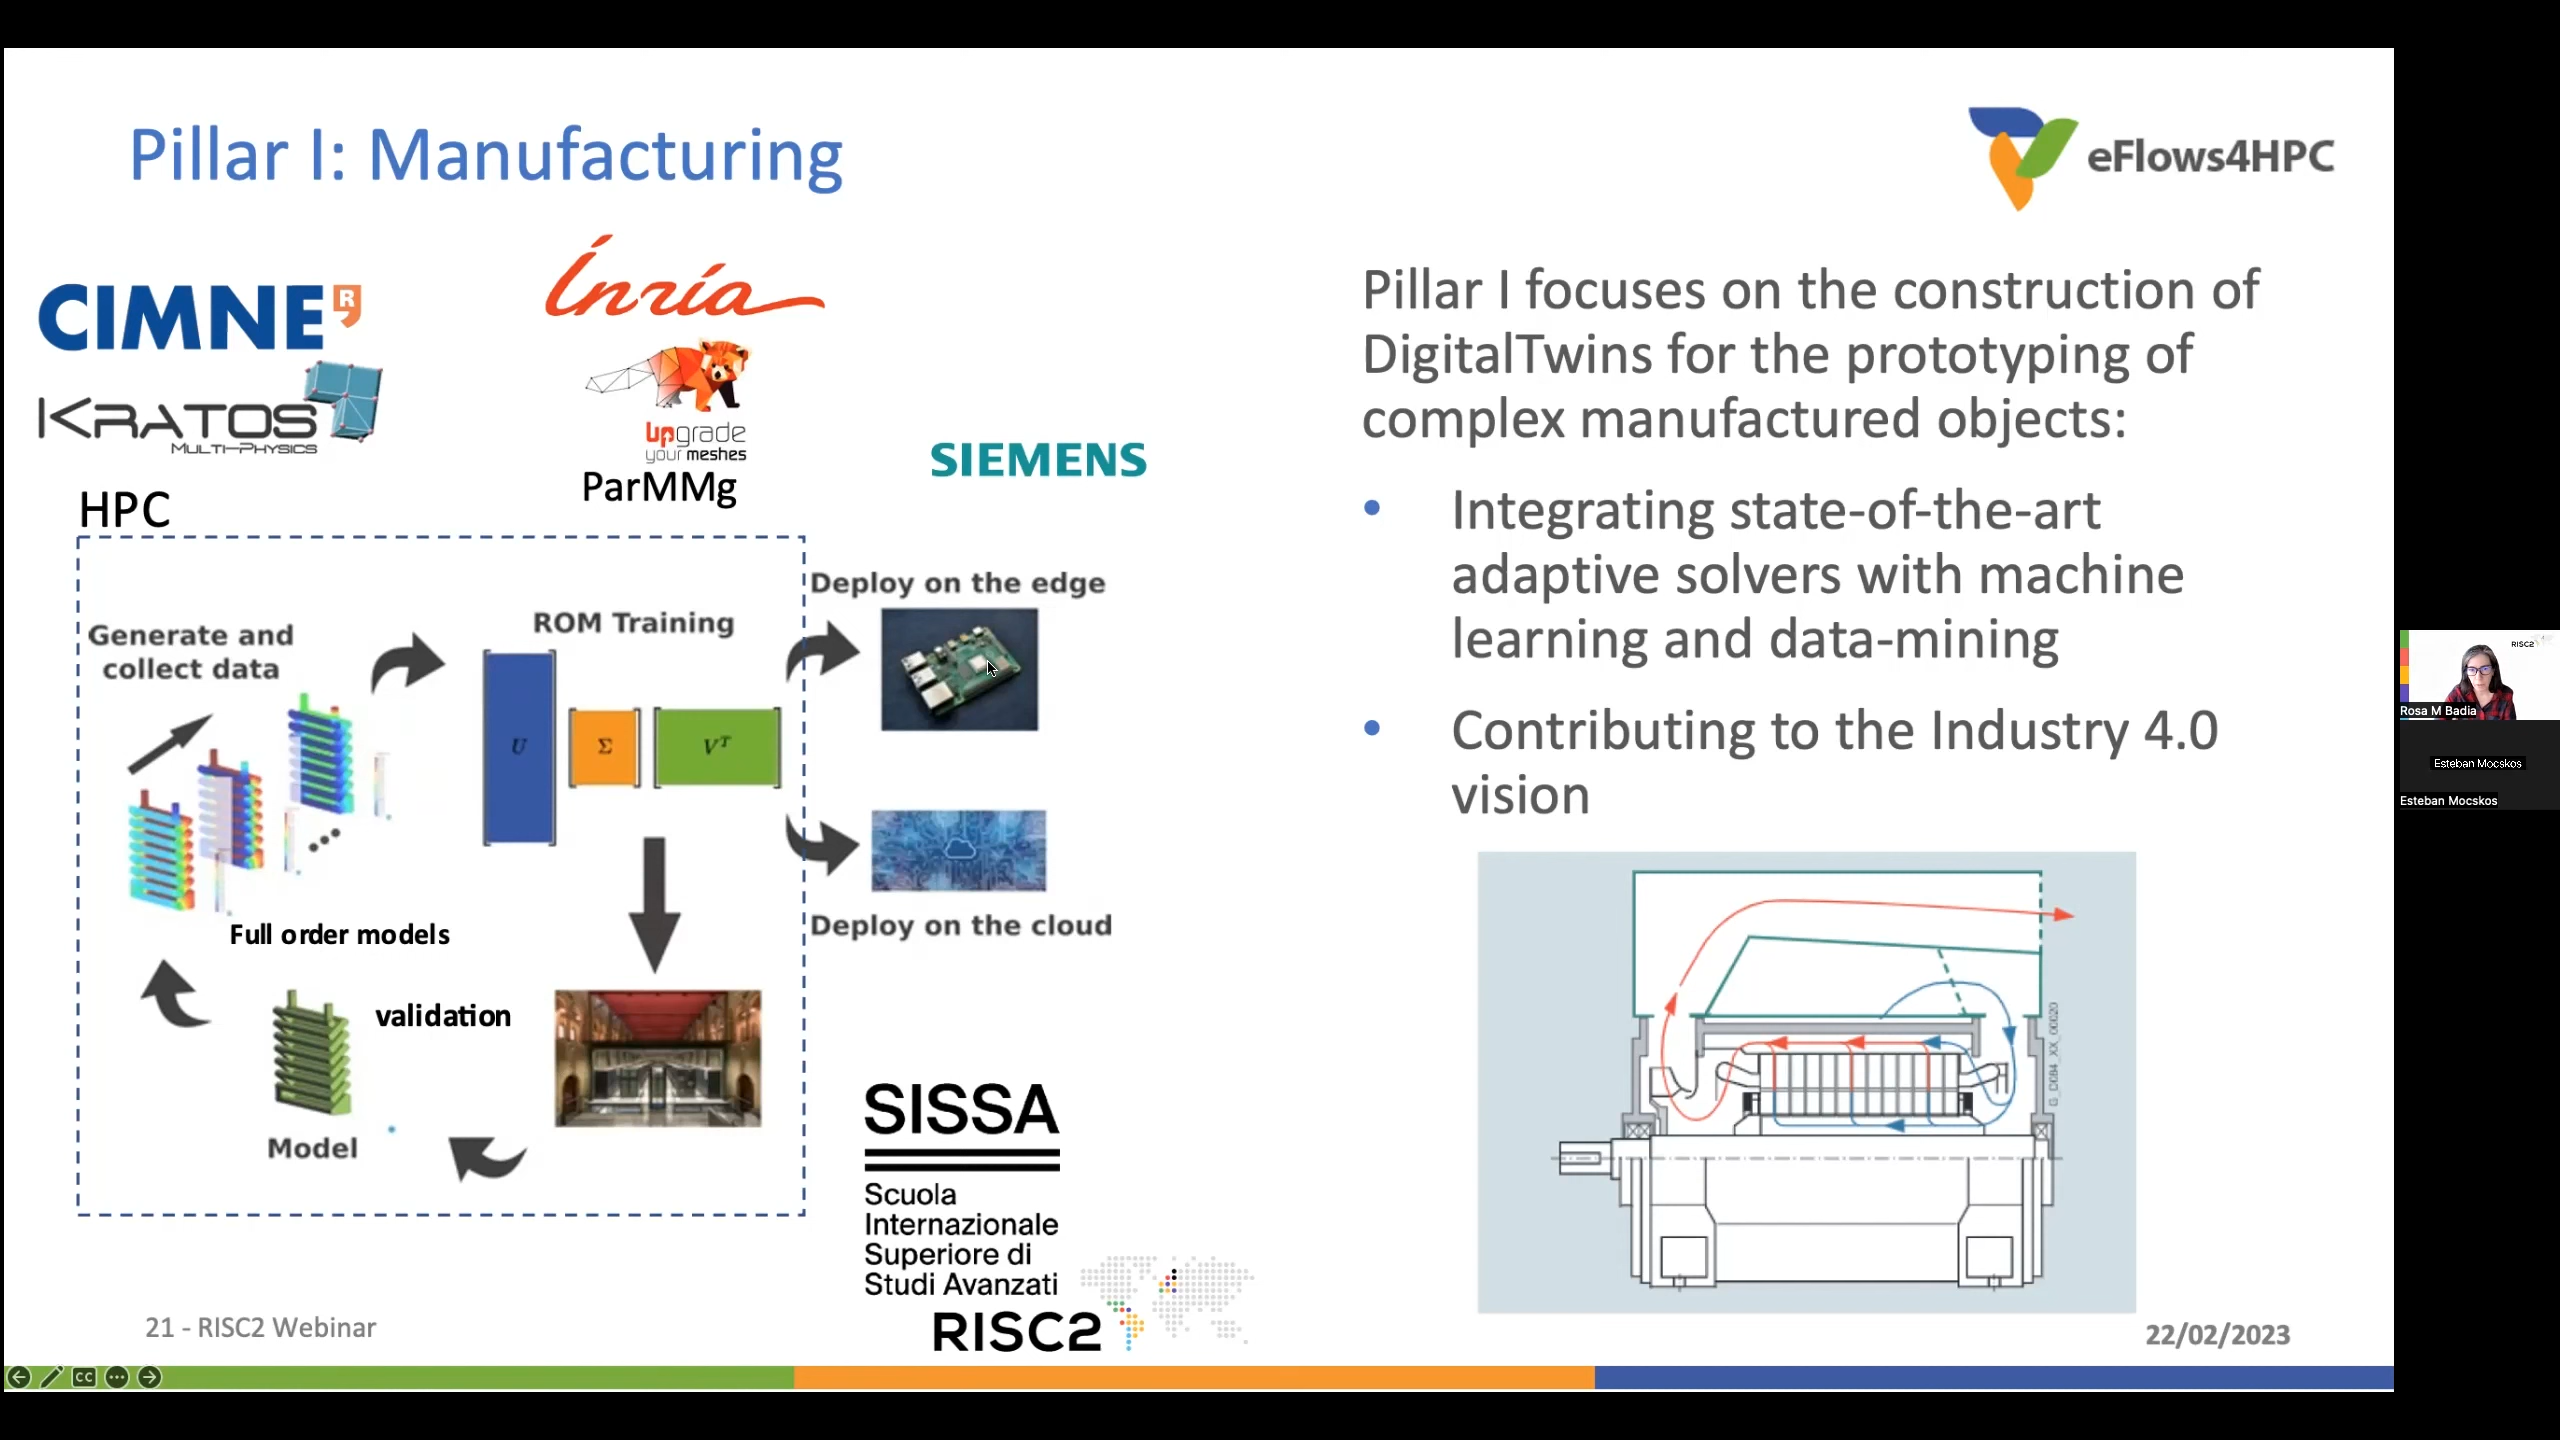 Pillar I: Manufacturing
eFlows4HPC
CIMNE
R
KRATOS
MULTI-PHYSICS
Inria
upgrade
your meshes
ParMMg
SIEMENS
HPC
Generate and
collect data
ROM Training
U
Σ
V^T
Deploy on the edge
Deploy on the cloud
Full order models
validation
Model
SISSA
Scuola
Internazionale
Superiore di
Studi Avanzati
RISC2
Pillar I focuses on the construction of
DigitalTwins for the prototyping of
complex manufactured objects:
• Integrating state-of-the-art
adaptive solvers with machine
learning and data-mining
• Contributing to the Industry 4.0
vision
G_D084_XX_00020
21 - RISC2 Webinar
22/02/2023
CC
RISC2
Rosa M Badia
Esteban Mocskos
Esteban Mocskos